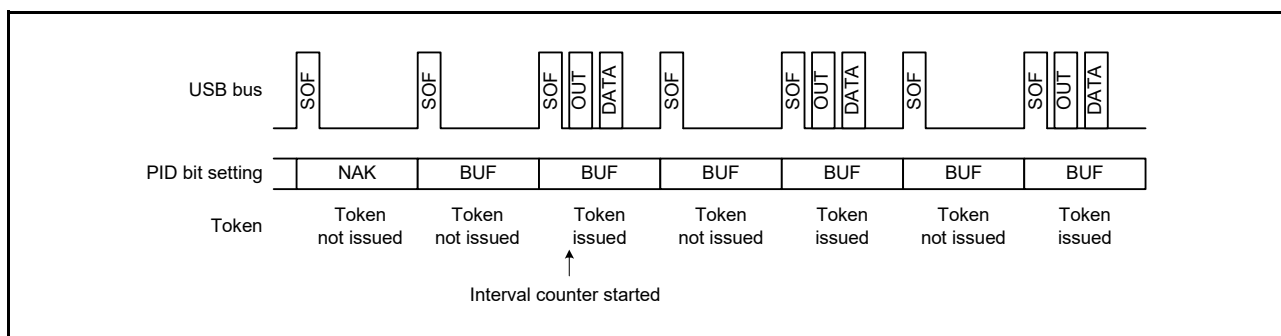 USB bus
SOF SOF SOF OUT DATA SOF SOF OUT DATA SOF SOF OUT DATA
PID bit setting NAK BUF BUF BUF BUF BUF BUF
Token Token Token Token Token Token Token Token
not issued not issued issued not issued issued not issued issued
Interval counter started